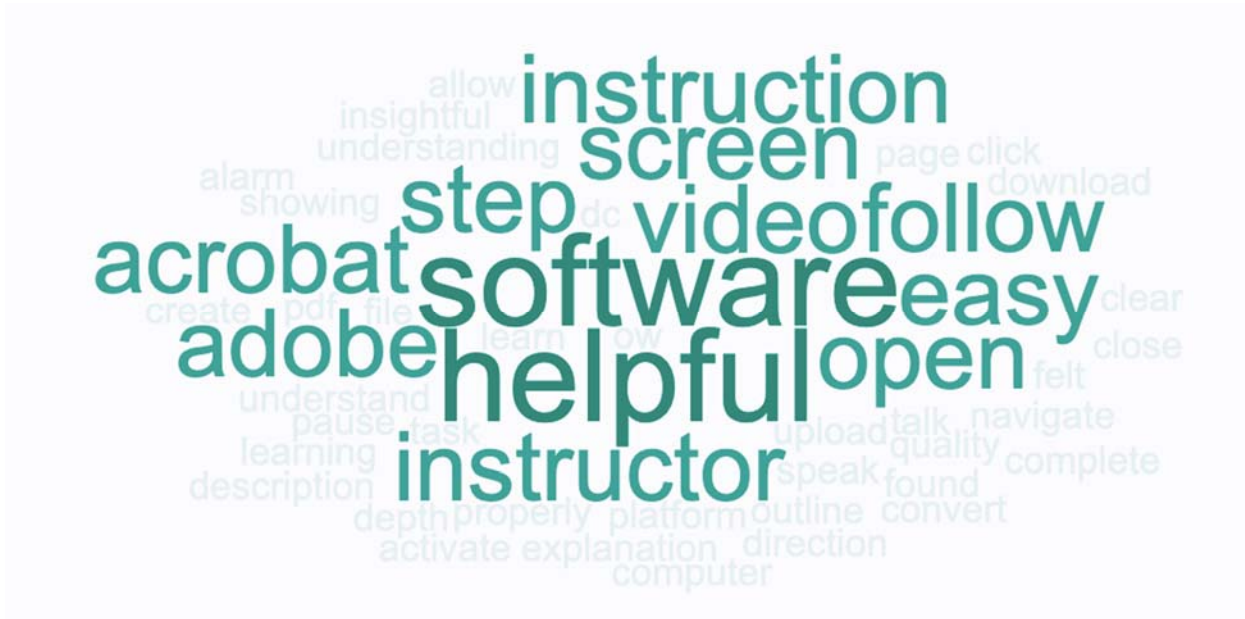 allow instruction
insightful
understanding screen page click
alarm download
showing step dc video follow
acrobat software easy clear
create pdf file
adobe learn ow open close
helpful felt
understand
pause task upload talk navigate
learning instructor quality complete
description speak found
depth properly platform outline convert
activate explanation direction
computer